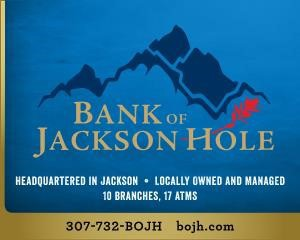 BANK OF
JACKSON HOLE
HEADQUARTERED IN JACKSON • LOCALLY OWNED AND MANAGED
10 BRANCHES, 17 ATMS
307-732-BOJH bojh.com